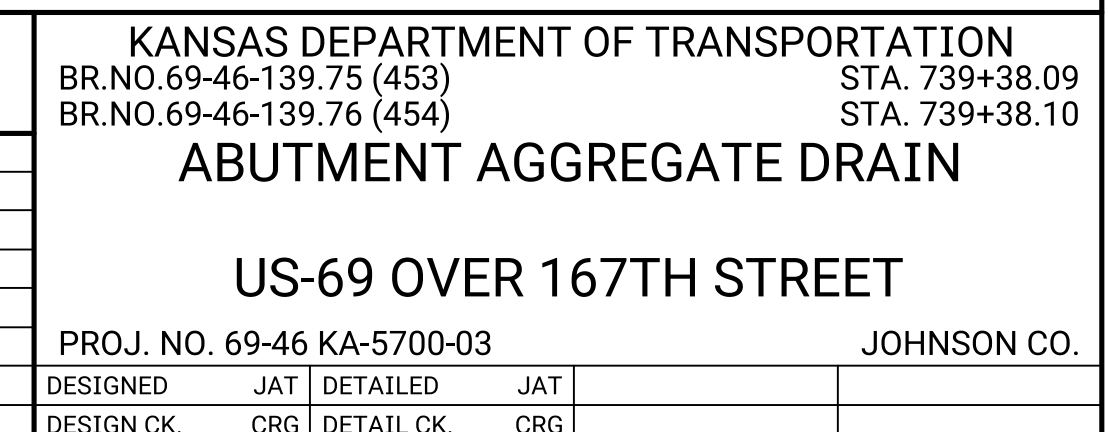 KANSAS DEPARTMENT OF TRANSPORTATION
BR.NO.69-46-139.75 (453) STA. 739+38.09
BR.NO.69-46-139.76 (454) STA. 739+38.10
ABUTMENT AGGREGATE DRAIN
US-69 OVER 167TH STREET
PROJ. NO. 69-46 KA-5700-03 JOHNSON CO.
DESIGNED JAT DETAILED JAT
DESIGN CK. CRG DETAIL CK. CRG